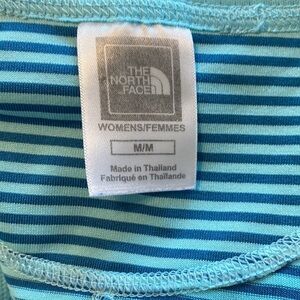 THE
NORTH
FACE
WOMENS/FEMMES
M/M
Made in Thailand
Fabriqué en Thaïlande